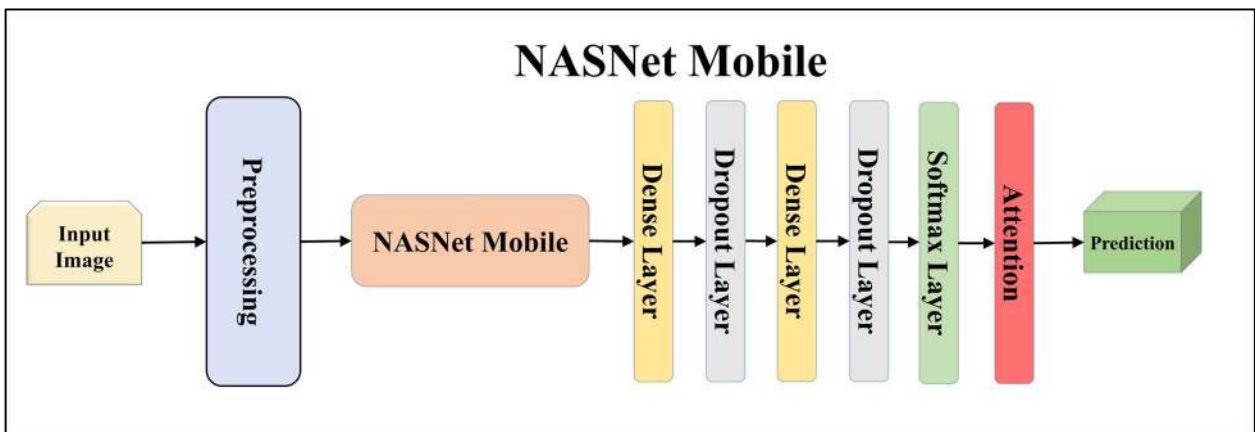 NASNet Mobile
Input
Image
Preprocessing
NASNet Mobile
Dense Layer
Dropout Layer
Dense Layer
Dropout Layer
Softmax Layer
Attention
Prediction